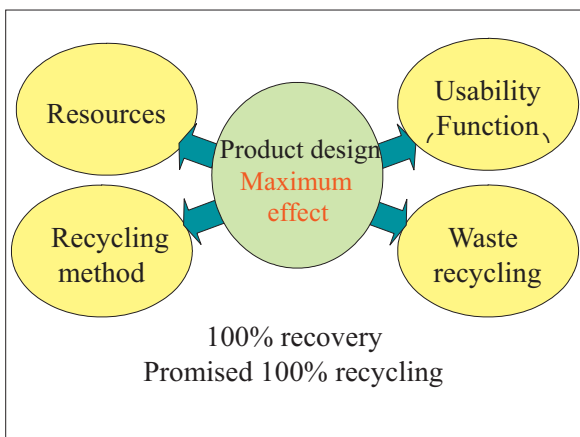 Resources
Usability
(Function)
Product design
Maximum
effect
Recycling
method
Waste
recycling
100% recovery
Promised 100% recycling